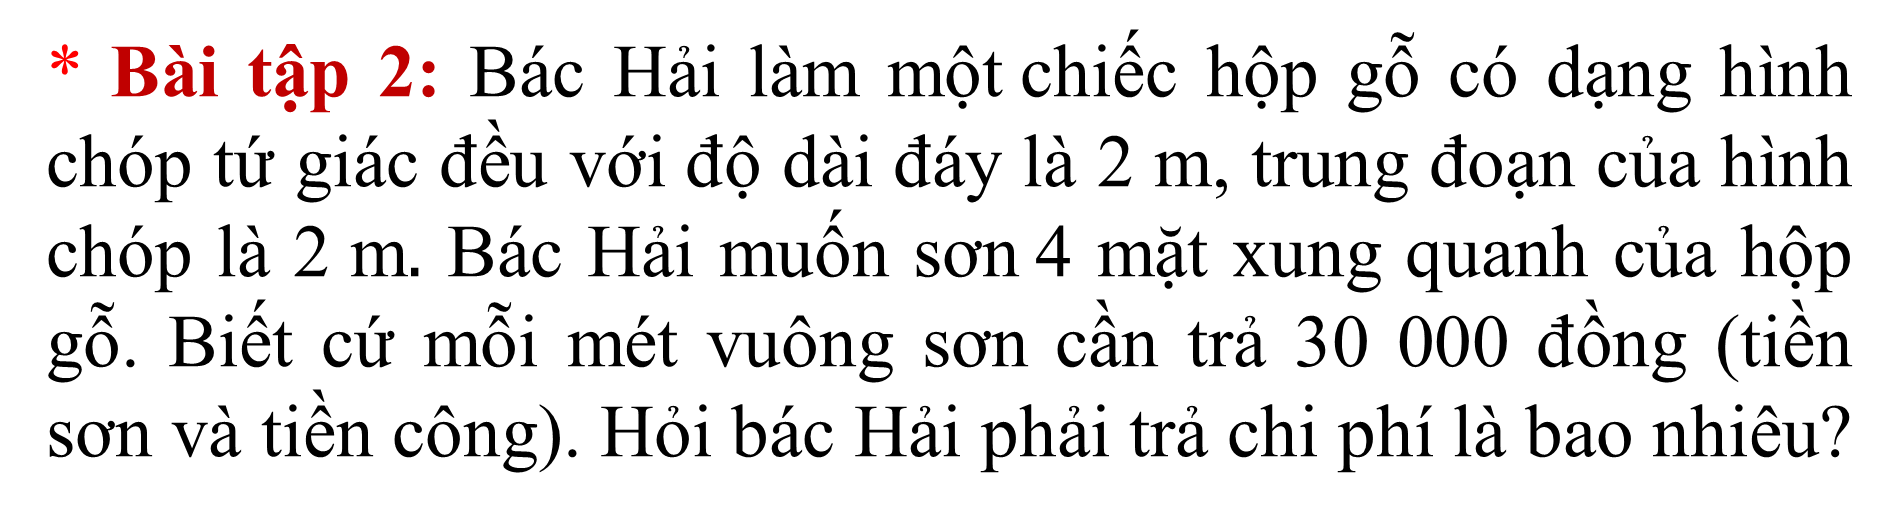 * Bài tập 2: Bác Hải làm một chiếc hộp gỗ có dạng hình
chóp tứ giác đều với độ dài đáy là 2 m, trung đoạn của hình
chóp là 2 m. Bác Hải muốn sơn 4 mặt xung quanh của hộp
gỗ. Biết cứ mỗi mét vuông sơn cần trả 30 000 đồng (tiền
sơn và tiền công). Hỏi bác Hải phải trả chi phí là bao nhiêu?